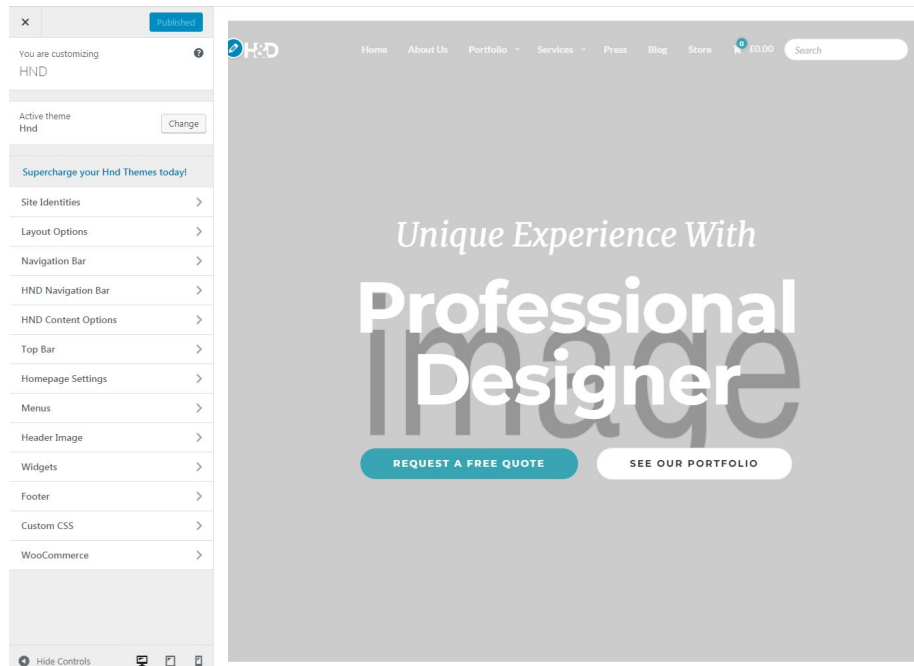 Published
You are customizing
HND
Active theme
Hnd
Change
Supercharge your Hnd Themes today!
Site Identities
Layout Options
Navigation Bar
HND Navigation Bar
HND Content Options
Top Bar
Homepage Settings
Menus
Header Image
Widgets
Footer
Custom CSS
WooCommerce
Hide Controls
H&D
Home About Us Portfolio Services Press Blog Store 0 £0.00 Search
Unique Experience With
Professional
Designer
Image
REQUEST A FREE QUOTE SEE OUR PORTFOLIO